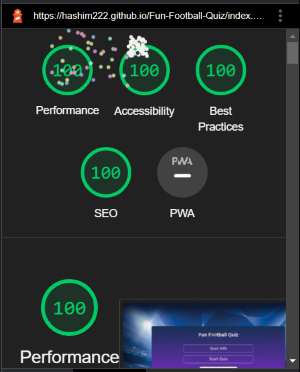 https://hashim222.github.io/Fun-Football-Quiz/index....
100
100
100
Performance
Accessibility
Best
Practices
100
PWA
SEO
PWA
100
Performance
Fun Football Quiz
Quiz Info
Start Quiz